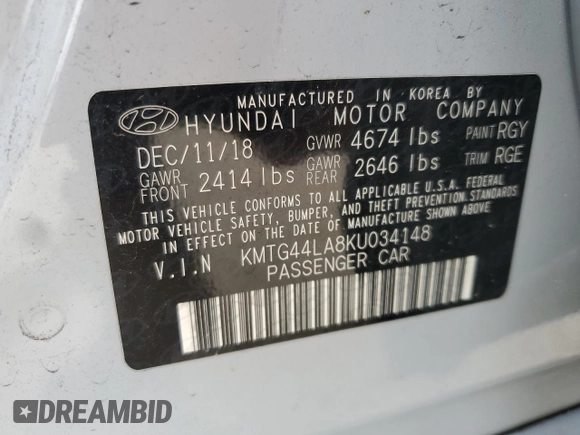 MANUFACTURED IN KOREA BY
HYUNDAI MOTOR COMPANY
DEC/11/18 GVWR 4674 lbs PAINT RGY
GAWR FRONT 2414 lbs GAWR REAR 2646 lbs TRIM RGE
THIS VEHICLE CONFORMS TO ALL APPLICABLE U.S.A. FEDERAL
MOTOR VEHICLE SAFETY, BUMPER, AND THEFT PREVENTION STANDARDS
IN EFFECT ON THE DATE OF MANUFACTURE SHOWN ABOVE.
V.I.N KMTG44LA8KU034148
PASSENGER CAR
DREAMBID